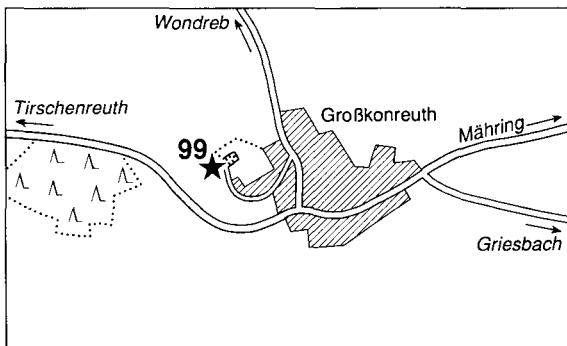 Wondreb
Tirschenreuth
Großkonreuth
Mähring
99
Griesbach